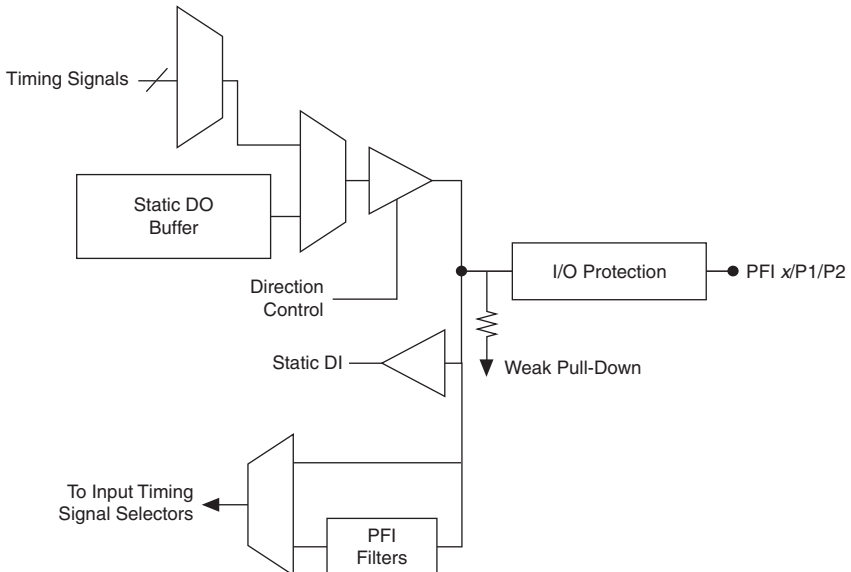 Timing Signals
Static DO
Buffer
I/O Protection
PFI x/P1/P2
Direction
Control
Static DI
Weak Pull-Down
To Input Timing
Signal Selectors
PFI
Filters